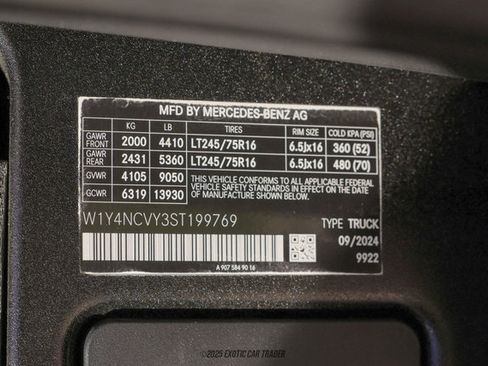 MFD BY MERCEDES-BENZ AG
KG LB TIRES RIM SIZE COLD KPA (PSI)
GAWR FRONT 2000 4410 LT245/75R16 6.5Jx16 360 (52)
GAWR REAR 2431 5360 LT245/75R16 6.5Jx16 480 (70)
GVWR 4105 9050
GCWR 6319 13930
THIS VEHICLE CONFORMS TO ALL APPLICABLE
FEDERAL MOTOR VEHICLE SAFETY STANDARDS
IN EFFECT ON THE DATE
OF MANUFACTURE SHOWN ABOVE.
W1Y4NCVY3ST199769
TYPE TRUCK
09/2024
9922
A 907 584 90 16
©2025 EXOTIC CAR TRADER